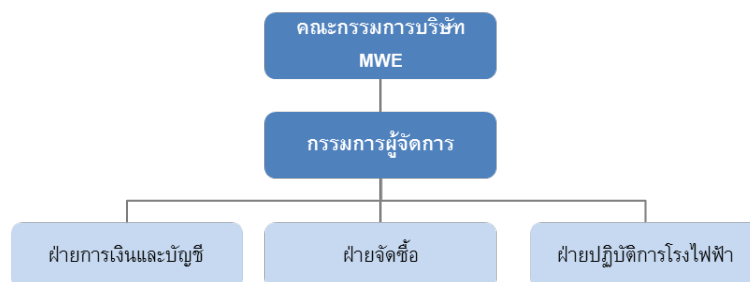 คณะกรรมการบริษัท
MWE
กรรมการผู้จัดการ
ฝ่ายการเงินและบัญชี
ฝ่ายจัดซื้อ
ฝ่ายปฏิบัติการโรงไฟฟ้า